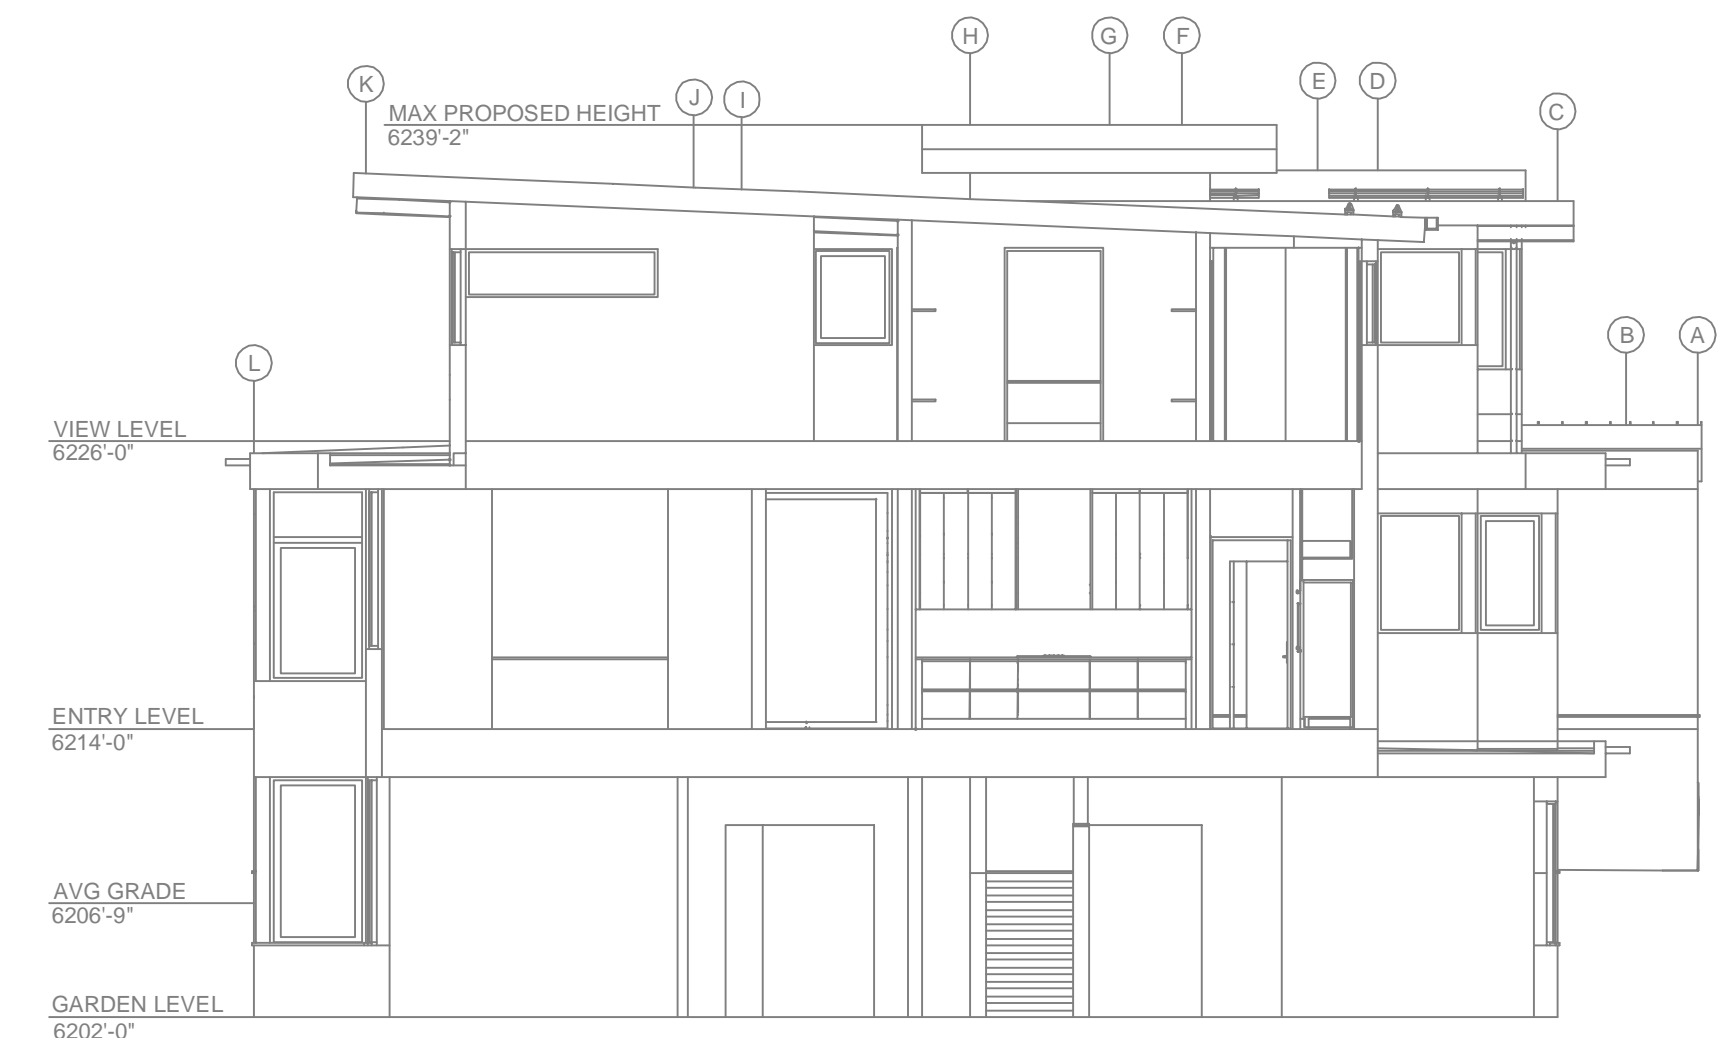 H
G
F
K
J
I
E
D
C
MAX PROPOSED HEIGHT
6239'-2"
L
B
A
VIEW LEVEL
6226'-0"
ENTRY LEVEL
6214'-0"
AVG GRADE
6206'-9"
GARDEN LEVEL
6202'-0"